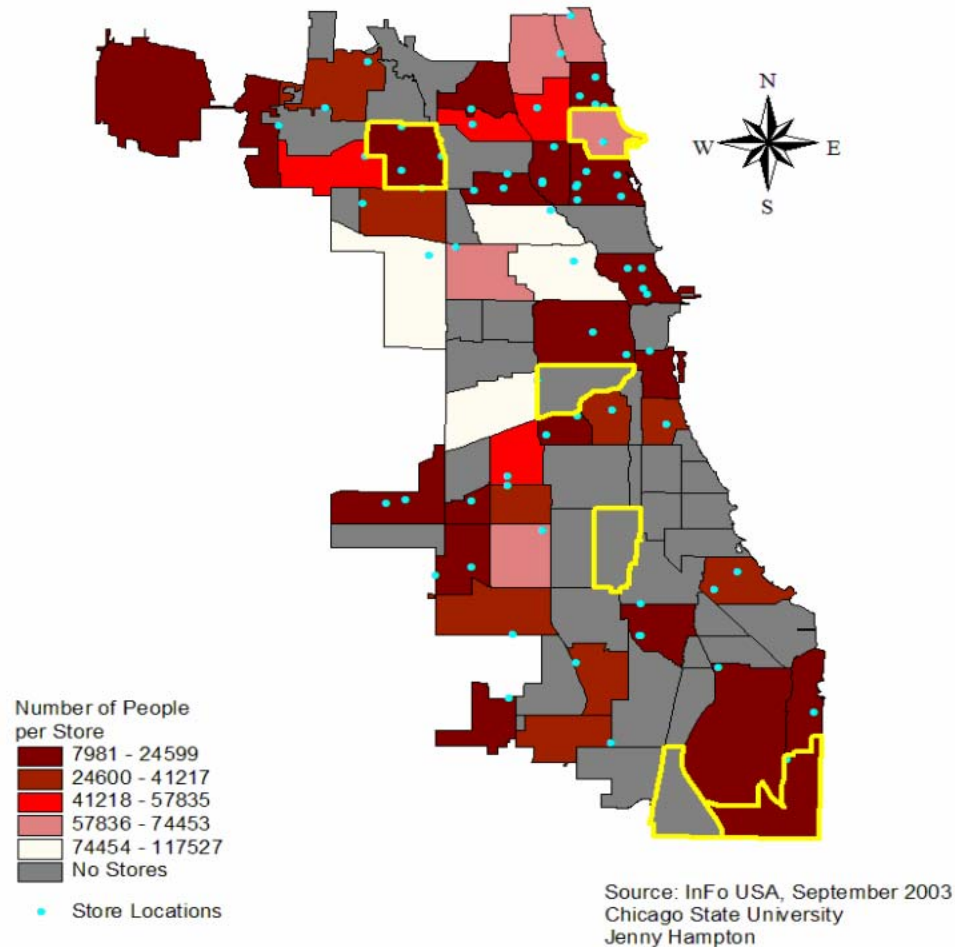 N
W
E
S
Number of People
per Store
7981 - 24599
24600 - 41217
41218 - 57835
57836 - 74453
74454 - 117527
No Stores
Store Locations
Source: InFo USA, September 2003
Chicago State University
Jenny Hampton